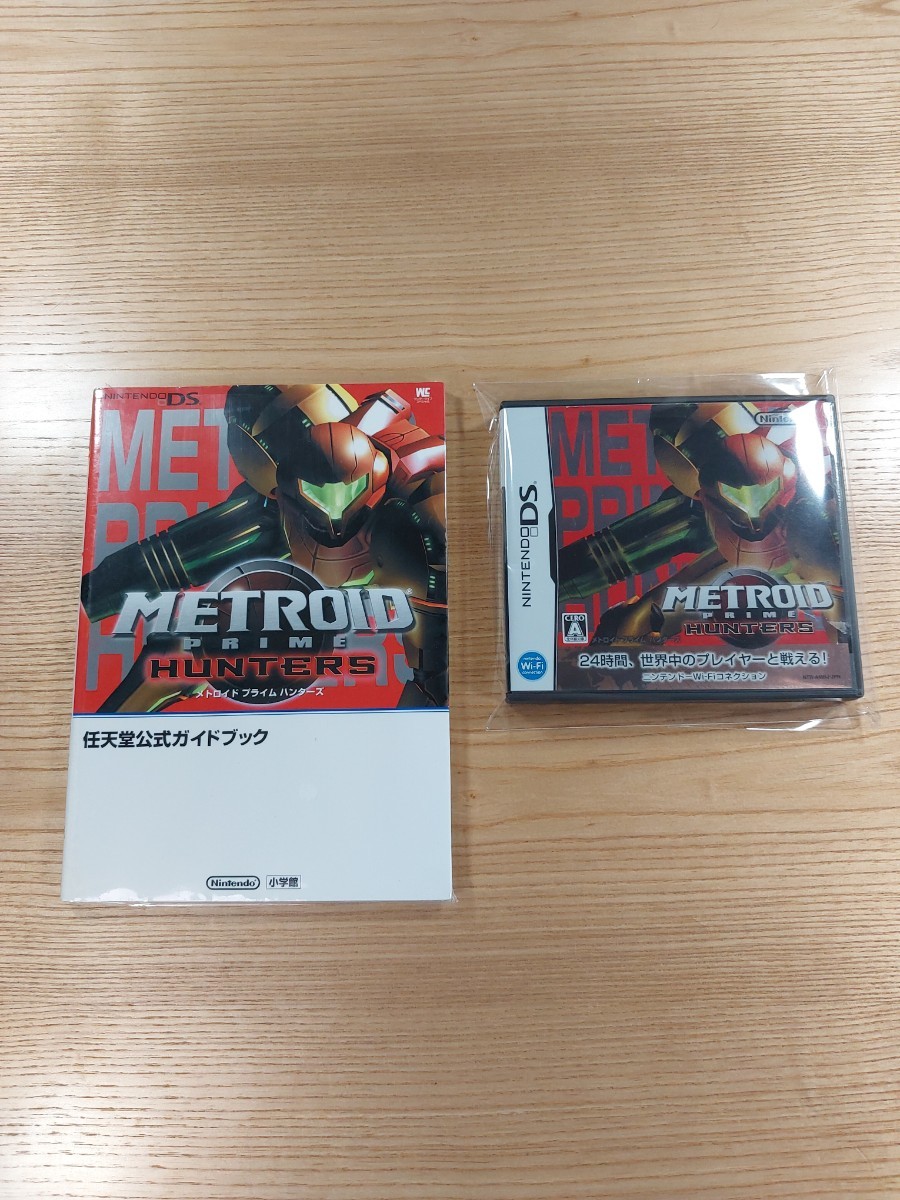 NINTENDO DS
METROID
PRIME
HUNTERS
メトロイド プライム ハンターズ
任天堂公式ガイドブック
Nintendo
小学館
NINTENDO DS
METROID
PRIME
HUNTERS
CERO
A
Nintendo
Wi-Fi
CONNECTION
24時間、世界中のプレイヤーと戦える!
ニンテンドーWi-Fiコネクション